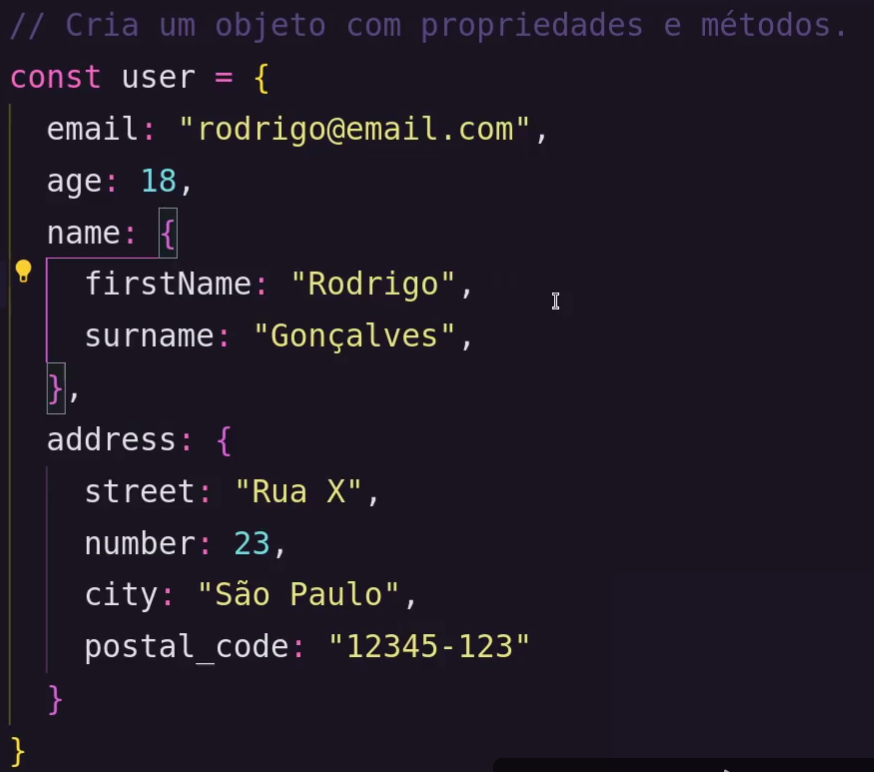 // Cria um objeto com propriedades e métodos.
const user = {
  email: "rodrigo@email.com",
  age: 18,
  name: {
    firstName: "Rodrigo",
    surname: "Gonçalves",
  },
  address: {
    street: "Rua X",
    number: 23,
    city: "São Paulo",
    postal_code: "12345-123"
  }
}